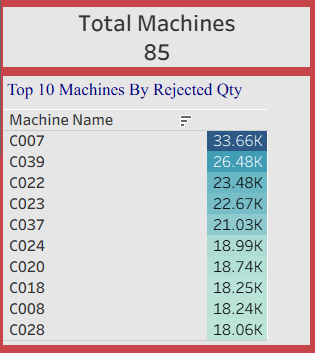 Total Machines
85
Top 10 Machines By Rejected Qty
Machine Name
C007 33.66K
C039 26.48K
C022 23.48K
C023 22.67K
C037 21.03K
C024 18.99K
C020 18.74K
C018 18.25K
C008 18.24K
C028 18.06K